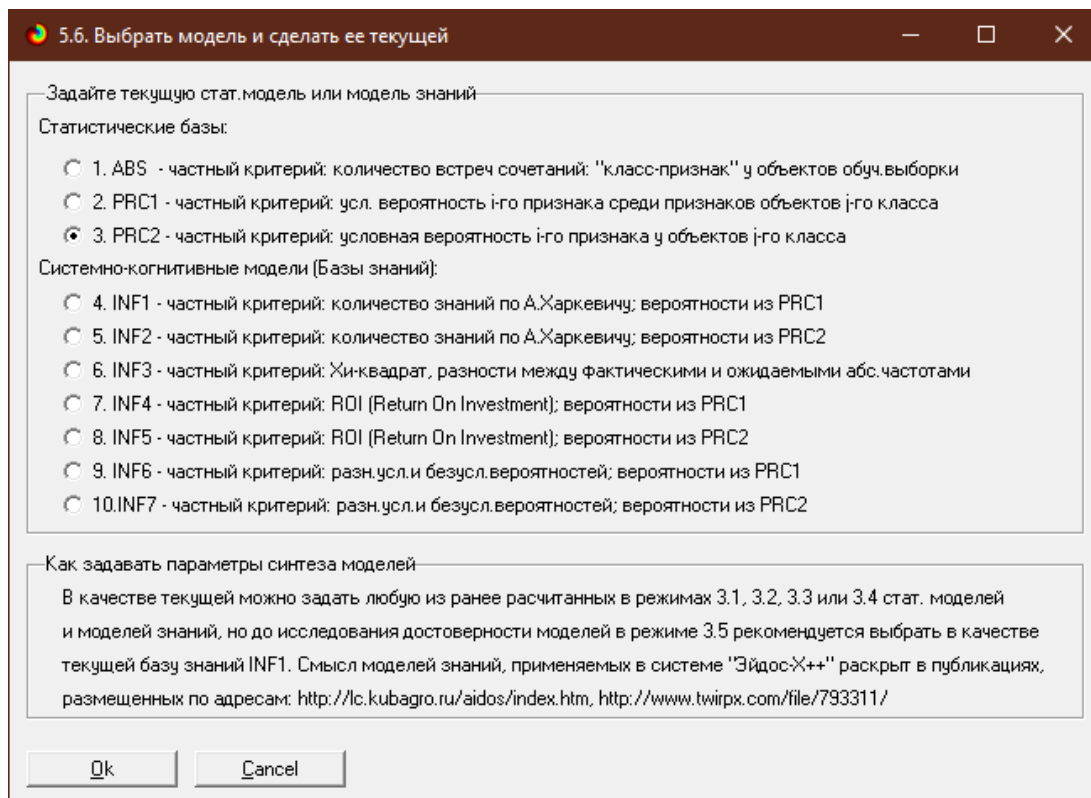 5.6. Выбрать модель и сделать ее текущей
Задайте текущую стат.модель или модель знаний
Статистические базы:
1. ABS - частный критерий: количество встреч сочетаний: "класс-признак" у объектов обуч.выборки
2. PRC1 - частный критерий: усл. вероятность i-го признака среди признаков объектов j-го класса
3. PRC2 - частный критерий: условная вероятность i-го признака у объектов j-го класса
Системно-когнитивные модели (Базы знаний):
4. INF1 - частный критерий: количество знаний по А.Харкевичу; вероятности из PRC1
5. INF2 - частный критерий: количество знаний по А.Харкевичу; вероятности из PRC2
6. INF3 - частный критерий: Хи-квадрат, разности между фактическими и ожидаемыми абс.частотами
7. INF4 - частный критерий: ROI (Return On Investment); вероятности из PRC1
8. INF5 - частный критерий: ROI (Return On Investment); вероятности из PRC2
9. INF6 - частный критерий: разн.усл.и безусл.вероятностей; вероятности из PRC1
10.INF7 - частный критерий: разн.усл.и безусл.вероятностей; вероятности из PRC2
Как задавать параметры синтеза моделей
В качестве текущей можно задать любую из ранее расчитанных в режимах 3.1, 3.2, 3.3 или 3.4 стат. моделей
и моделей знаний, но до исследования достоверности моделей в режиме 3.5 рекомендуется выбрать в качестве
текущей базу знаний INF1. Смысл моделей знаний, применяемых в системе "Эйдос-X++" раскрыт в публикациях,
размещенных по адресам: http://lc.kubagro.ru/aidos/index.htm, http://www.twirpx.com/file/793311/
Ok
Cancel